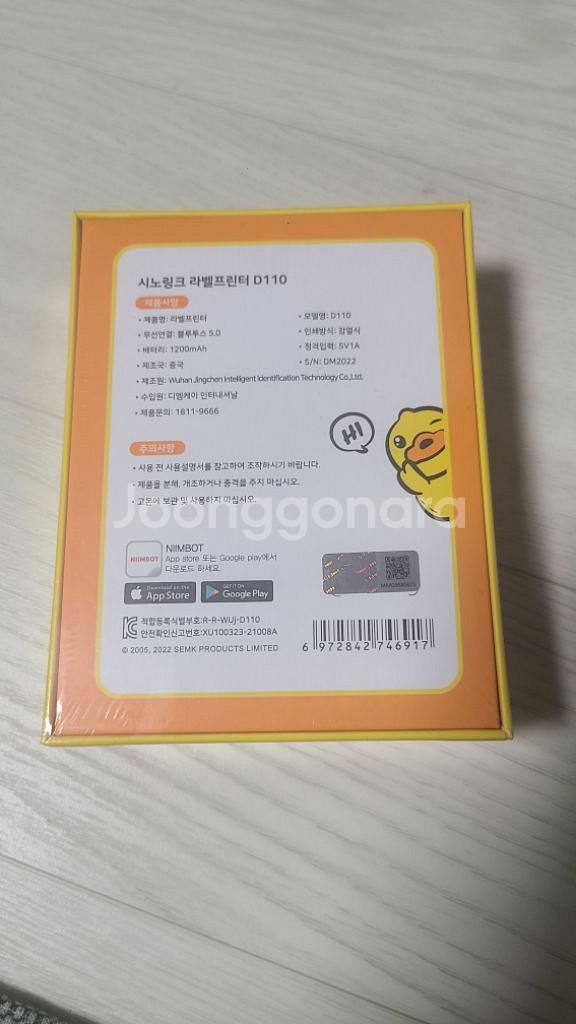 시노링크 라벨프린터 D110
제품사양
• 제품명: 라벨프린터
• 무선연결: 블루투스 5.0
• 배터리: 1200mAh
• 제조국: 중국
• 모델명: D110
• 인쇄방식: 감열식
• 정격입력: 5V1A
• S/N: DM2022
• 제조원: Wuhan Jingchen Intelligent Identification Technology Co.,Ltd.
• 수입원: 디엠케이 인터내셔날
• 제품문의: 1811-9666
HI
주의사항
• 사용 전 사용설명서를 참고하여 조작하시기 바랍니다.
• 제품을 분해, 개조하거나 충격을 주지 마십시오.
• 고온에 보관 및 사용하지 마십시오.
Joonggonara
NIIMBOT
NIIMBOT
App store 또는 Google play에서
다운로드 하세요.
Download on the
App Store
GET IT ON
Google Play
적합등록식별부호:R-R-WUJ-D110
안전확인신고번호:XU100323-21008A
© 2005, 2022 SEMK PRODUCTS LIMITED
6 972842 746917